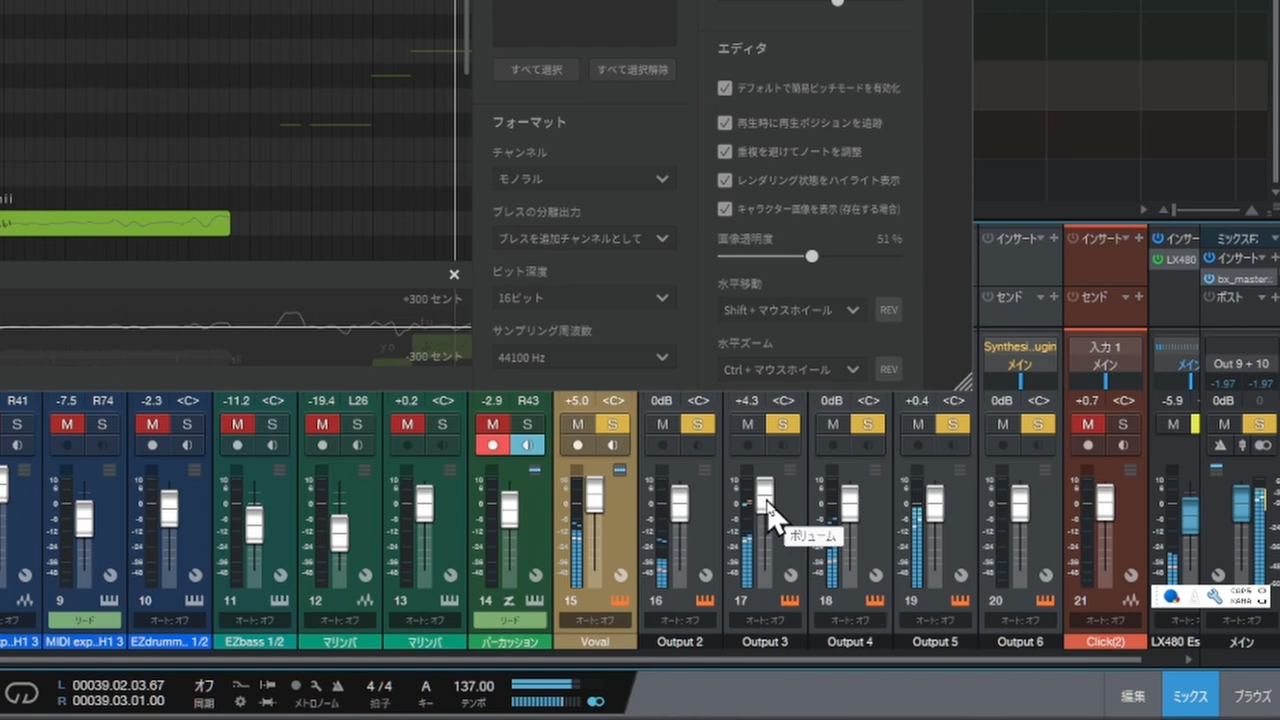 ii
すべて選択 すべて選択解除
フォーマット
チャンネル
モノラル
ブレスの分離出力
ブレスを追加チャンネルとして
ビット深度
16ビット
サンプリング周波数
44100 Hz
エディタ
デフォルトで簡易ピッチモードを有効化
再生時に再生ポジションを追跡
重複を避けてノートを調整
レンダリング状態をハイライト表示
キャラクター画像を表示 (存在する場合)
画像透明度 51 %
水平移動
Shift + マウスホイール REV
水平ズーム
Ctrl + マウスホイール REV
+300 セント
-300 セント
yo
インサート インサート インサー ミックスF:
LX480 インサート
bx_master..
センド センド ポスト
Synthesi..ugin 入力 1
メイン メイン メイン Out 9 + 10
-1.97 -1.97
R41 -7.5 R74 -2.3 <C> -11.2 <C> -19.4 L26 +0.2 <C> -2.9 R43 +5.0 <C> 0dB <C> +4.3 <C> 0dB <C> +0.4 <C> 0dB <C> +0.7 <C> -5.9 0dB 0
S M S M S M S M S M S M S M S M S M S M S M S M S M S M M S
ボリューム
9 10 11 12 13 14 15 16 17 18 19 20 21
CAPS
KANA
オート: オフ
リード
リード
p..H1 3 MIDI exp..H1 3 EZdrumm.. 1/2 EZbass 1/2 マリンバ マリンバ パーカッション Voval Output 2 Output 3 Output 4 Output 5 Output 6 Click(2) LX480 Es メイン
L 00039.02.03.67 オフ 4 / 4 A 137.00
R 00039.03.01.00 同期 メトロノーム 拍子 キー テンポ
編集 ミックス ブラウズ